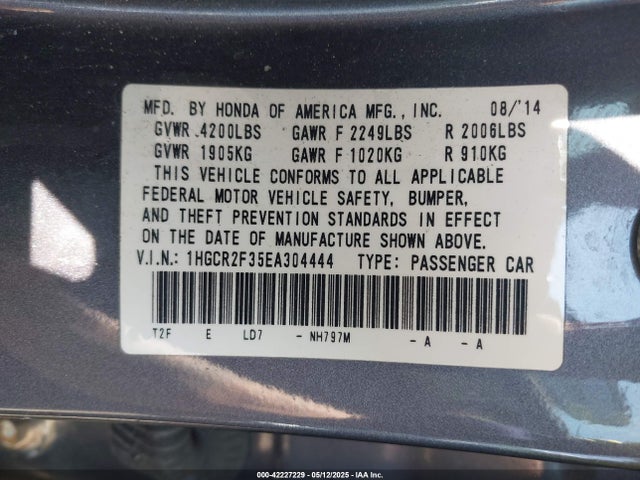 MFD. BY HONDA OF AMERICA MFG., INC. 08/'14
GVWR 4200LBS GAWR F 2249LBS R 2006LBS
GVWR 1905KG GAWR F 1020KG R 910KG
THIS VEHICLE CONFORMS TO ALL APPLICABLE
FEDERAL MOTOR VEHICLE SAFETY, BUMPER,
AND THEFT PREVENTION STANDARDS IN EFFECT
ON THE DATE OF MANUFACTURE SHOWN ABOVE.
V.I.N.: 1HGCR2F35EA304444 TYPE: PASSENGER CAR
T2F E LD7 - NH797M - A - A
000-42227229 - 05/12/2025 - IAA Inc.